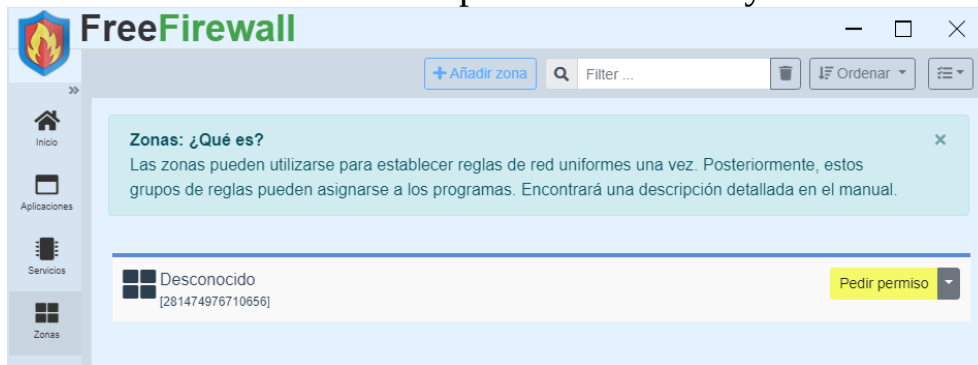 FreeFirewall
Añadir zona
Filter ...
Ordenar
Inicio
Aplicaciones
Servicios
Zonas
Zonas: ¿Qué es?
Las zonas pueden utilizarse para establecer reglas de red uniformes una vez. Posteriormente, estos
grupos de reglas pueden asignarse a los programas. Encontrará una descripción detallada en el manual.
Desconocido
[281474976710656]
Pedir permiso